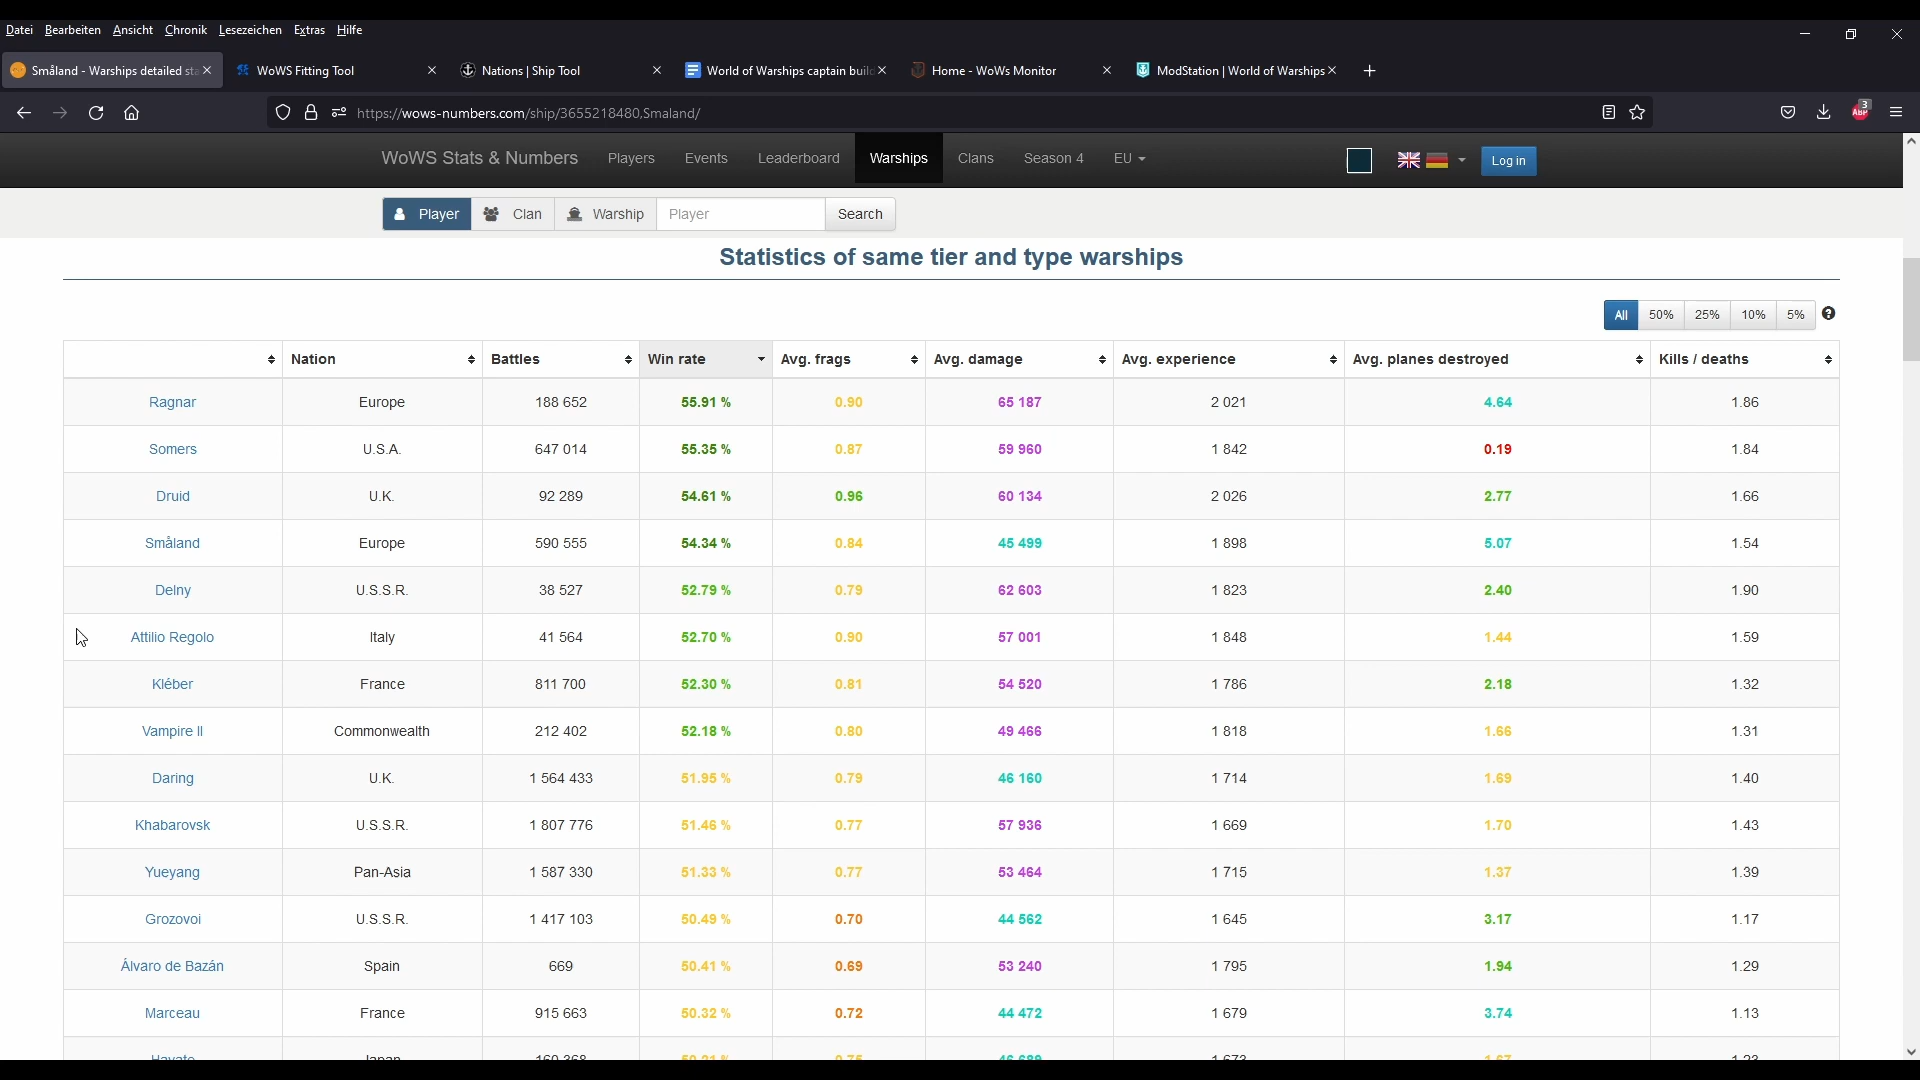 Datei Bearbeiten Ansicht Chronik Lesezeichen Extras Hilfe
Småland - Warships detailed sta WoWS Fitting Tool Nations | Ship Tool World of Warships captain build Home - WoWs Monitor ModStation | World of Warships
https://wows-numbers.com/ship/3655218480,Smaland/ ABP 3
WoWS Stats & Numbers Players Events Leaderboard Warships Clans Season 4 EU Log in
Player Clan Warship Player Search
Statistics of same tier and type warships
All 50% 25% 10% 5% ?
Nation Battles Win rate Avg. frags Avg. damage Avg. experience Avg. planes destroyed Kills / deaths
Ragnar Europe 188 652 55.91 % 0.90 65 187 2 021 4.64 1.86
Somers U.S.A. 647 014 55.35 % 0.87 59 960 1 842 0.19 1.84
Druid U.K. 92 289 54.61 % 0.96 60 134 2 026 2.77 1.66
Småland Europe 590 555 54.34 % 0.84 45 499 1 898 5.07 1.54
Delny U.S.S.R. 38 527 52.79 % 0.79 62 603 1 823 2.40 1.90
Attilio Regolo Italy 41 564 52.70 % 0.90 57 001 1 848 1.44 1.59
Kléber France 811 700 52.30 % 0.81 54 520 1 786 2.18 1.32
Vampire II Commonwealth 212 402 52.18 % 0.80 49 466 1 818 1.66 1.31
Daring U.K. 1 564 433 51.95 % 0.79 46 160 1 714 1.69 1.40
Khabarovsk U.S.S.R. 1 807 776 51.46 % 0.77 57 936 1 669 1.70 1.43
Yueyang Pan-Asia 1 587 330 51.33 % 0.77 53 464 1 715 1.37 1.39
Grozovoi U.S.S.R. 1 417 103 50.49 % 0.70 44 562 1 645 3.17 1.17
Álvaro de Bazán Spain 669 50.41 % 0.69 53 240 1 795 1.94 1.29
Marceau France 915 663 50.32 % 0.72 44 472 1 679 3.74 1.13
Hayate Japan